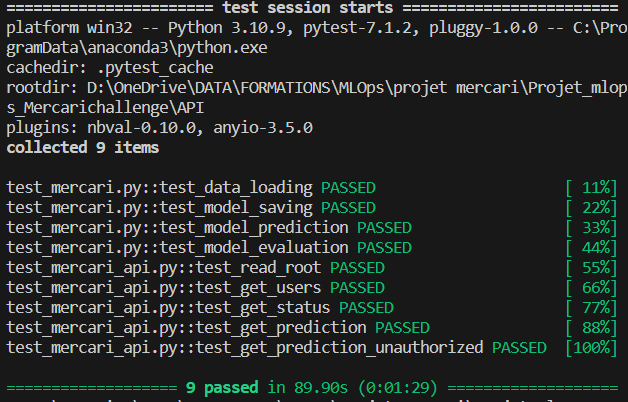 ======================= test session starts ========================
platform win32 -- Python 3.10.9, pytest-7.1.2, pluggy-1.0.0 -- C:\Pro
gramData\anaconda3\python.exe
cachedir: .pytest_cache
rootdir: D:\OneDrive\DATA\FORMATIONS\MLOps\projet mercari\Projet_mlop
s_Mercarichallenge\API
plugins: nbval-0.10.0, anyio-3.5.0
collected 9 items
test_mercari.py::test_data_loading PASSED [ 11%]
test_mercari.py::test_model_saving PASSED [ 22%]
test_mercari.py::test_model_prediction PASSED [ 33%]
test_mercari.py::test_model_evaluation PASSED [ 44%]
test_mercari_api.py::test_read_root PASSED [ 55%]
test_mercari_api.py::test_get_users PASSED [ 66%]
test_mercari_api.py::test_get_status PASSED [ 77%]
test_mercari_api.py::test_get_prediction PASSED [ 88%]
test_mercari_api.py::test_get_prediction_unauthorized PASSED [100%]
=================== 9 passed in 89.90s (0:01:29) ===================